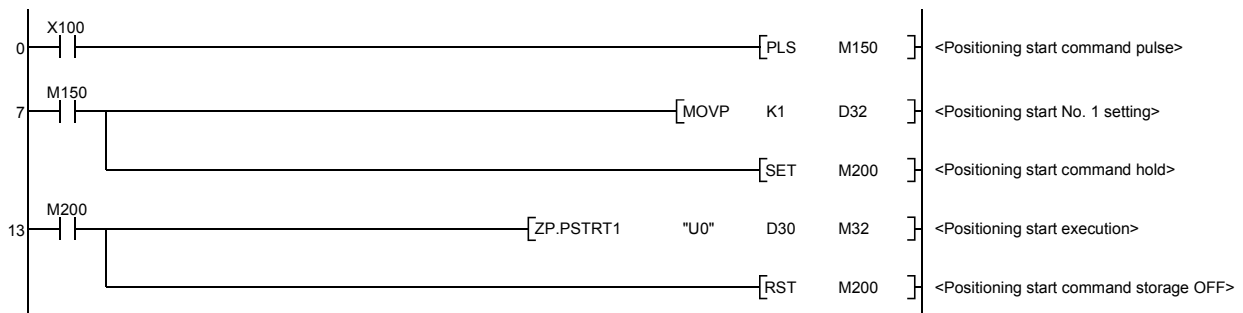 X100
0 PLS M150 <Positioning start command pulse>
M150
7 MOVP K1 D32 <Positioning start No. 1 setting>
SET M200 <Positioning start command hold>
M200
13 ZP.PSTRT1 "U0" D30 M32 <Positioning start execution>
RST M200 <Positioning start command storage OFF>